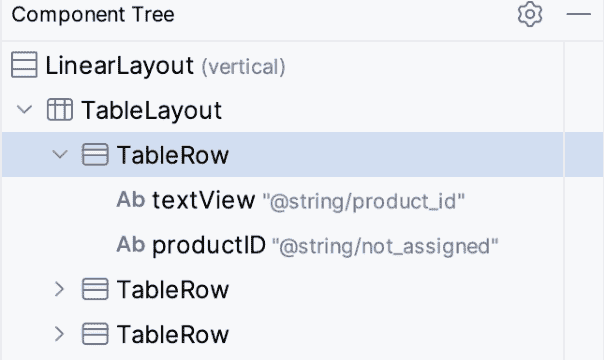 Component Tree
LinearLayout (vertical)
TableLayout
TableRow
Ab textView "@string/product_id"
Ab productID "@string/not_assigned"
TableRow
TableRow